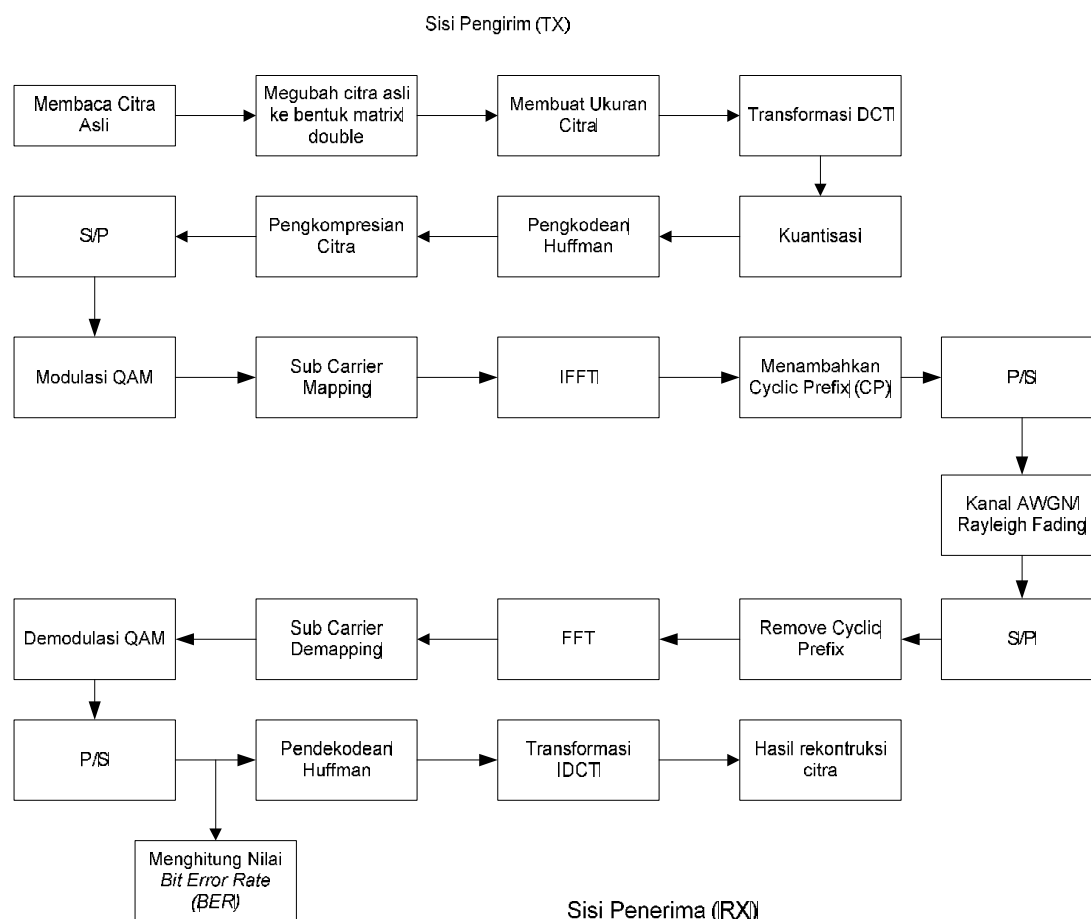 Sisi Pengirim (TX)
Membaca Citra
Asli
Megubah citra asli
ke bentuk matrix
double
Membuat Ukuran
Citra
Transformasi DCT
S/P
Pengkompresian
Citra
Pengkodean
Huffman
Kuantisasi
Modulasi QAM
Sub Carrier
Mapping
IFFT
Menambahkan
Cyclic Prefix (CP)
P/S
Kanal AWGN/
Rayleigh Fading
Demodulasi QAM
Sub Carrier
Demapping
FFT
Remove Cyclic
Prefix
S/P
P/S
Pendekodean
Huffman
Transformasi
IDCT
Hasil rekontruksi
citra
Menghitung Nilai
Bit Error Rate
(BER)
Sisi Penerima (RX)